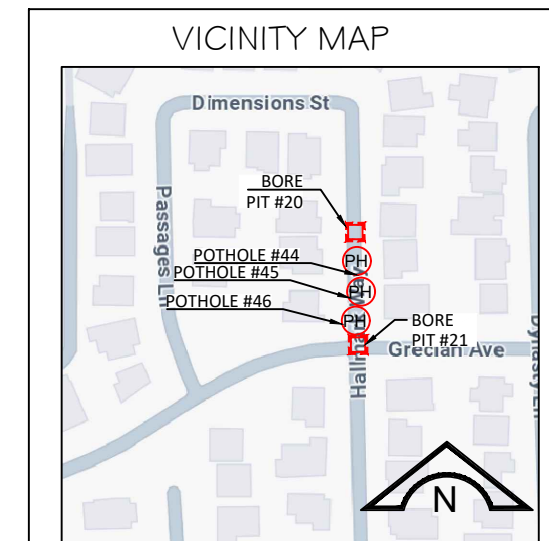 VICINITY MAP
Dimensions St
Passages Ln
BORE
PIT #20
POTHOLE #44
PH
POTHOLE #45
PH
POTHOLE #46
PH
BORE
PIT #21
Grecian Ave
N